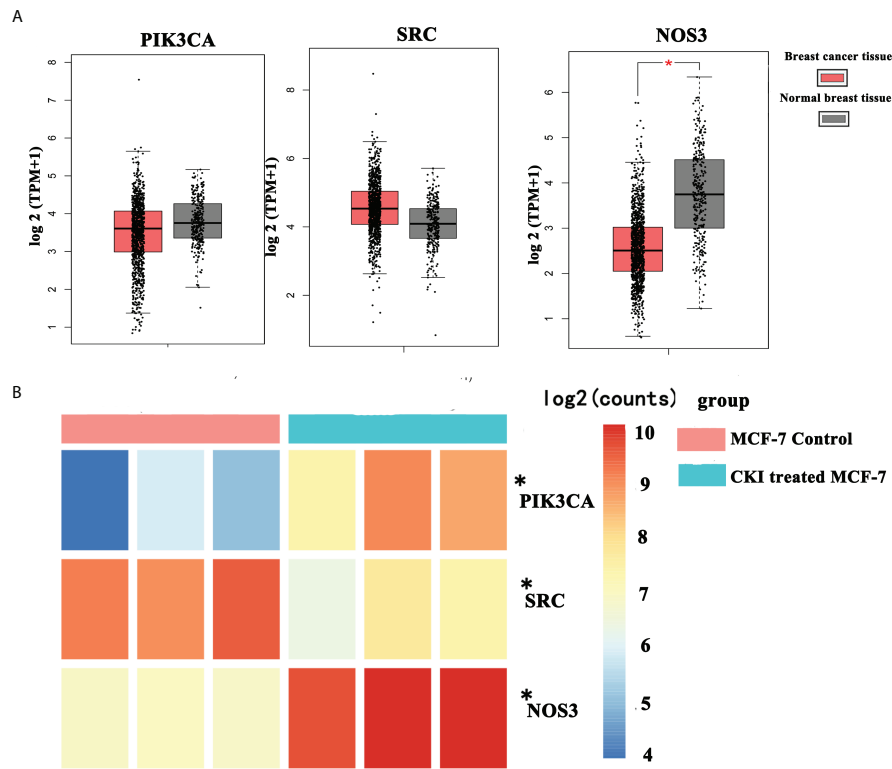 A
PIK3CA
SRC
NOS3
Breast cancer tissue
Normal breast tissue
*
log 2 (TPM+1)
8
7
6
5
4
3
2
1
log 2 (TPM+1)
8
6
4
2
log 2 (TPM+1)
6
5
4
3
2
1
B
log2(counts)
group
MCF-7 Control
CKI treated MCF-7
10
9
8
7
6
5
4
* PIK3CA
* SRC
* NOS3